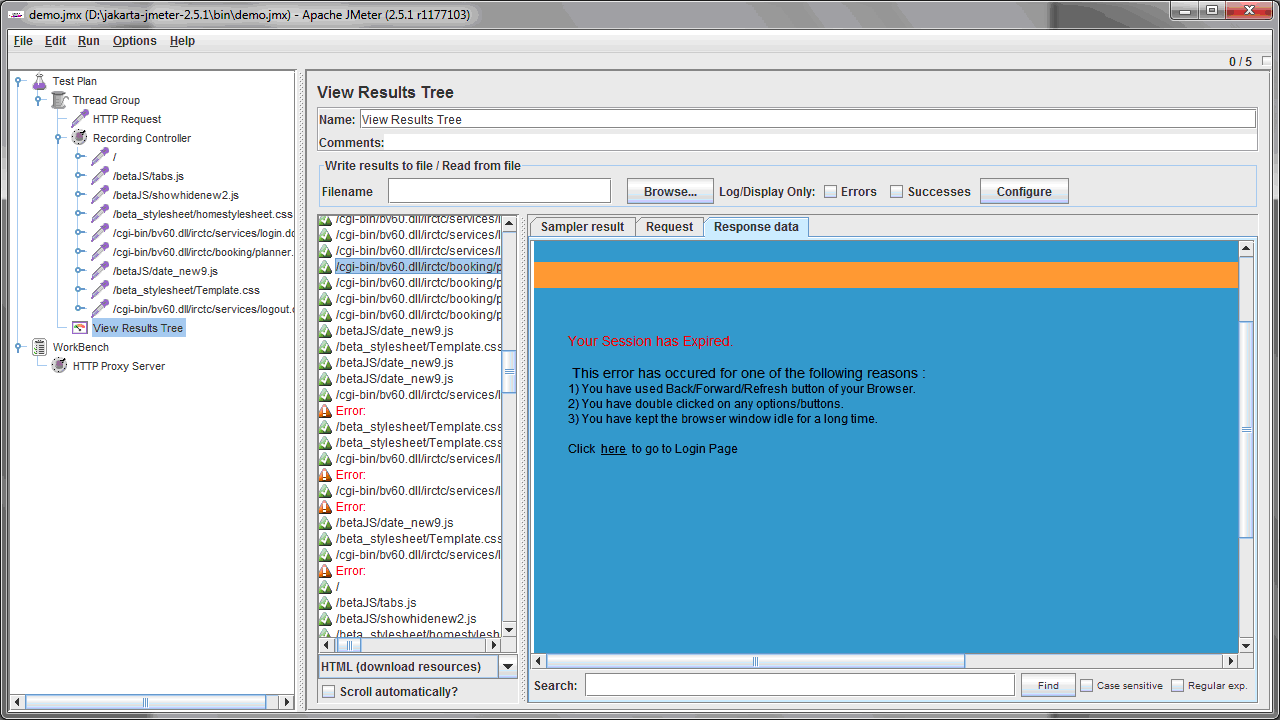 demo.jmx (D:\jakarta-jmeter-2.5.1\bin\demo.jmx) - Apache JMeter (2.5.1 r1177103)
File Edit Run Options Help
0 / 5
Test Plan
Thread Group
HTTP Request
Recording Controller
/
/betaJS/tabs.js
/betaJS/showhidenew2.js
/beta_stylesheet/homestylesheet.css
/cgi-bin/bv60.dll/irctc/services/login.do
/cgi-bin/bv60.dll/irctc/booking/planner.
/betaJS/date_new9.js
/beta_stylesheet/Template.css
/cgi-bin/bv60.dll/irctc/services/logout.d
View Results Tree
WorkBench
HTTP Proxy Server
View Results Tree
Name: View Results Tree
Comments:
Write results to file / Read from file
Filename Browse... Log/Display Only: Errors Successes Configure
/cgi-bin/bv60.dll/irctc/services/l
/cgi-bin/bv60.dll/irctc/services/l
/cgi-bin/bv60.dll/irctc/services/l
/cgi-bin/bv60.dll/irctc/booking/p
/cgi-bin/bv60.dll/irctc/booking/p
/cgi-bin/bv60.dll/irctc/booking/p
/cgi-bin/bv60.dll/irctc/booking/p
/betaJS/date_new9.js
/beta_stylesheet/Template.css
/betaJS/date_new9.js
/betaJS/date_new9.js
/cgi-bin/bv60.dll/irctc/services/l
Error:
/beta_stylesheet/Template.css
/beta_stylesheet/Template.css
/cgi-bin/bv60.dll/irctc/services/l
Error:
/cgi-bin/bv60.dll/irctc/services/l
Error:
/betaJS/date_new9.js
/beta_stylesheet/Template.css
/cgi-bin/bv60.dll/irctc/services/l
Error:
/
/betaJS/tabs.js
/betaJS/showhidenew2.js
/beta_stylesheet/homestylesh
HTML (download resources)
Scroll automatically?
Sampler result Request Response data
Your Session has Expired.
This error has occured for one of the following reasons :
1) You have used Back/Forward/Refresh button of your Browser.
2) You have double clicked on any options/buttons.
3) You have kept the browser window idle for a long time.
Click here to go to Login Page
Search: Find Case sensitive Regular exp.